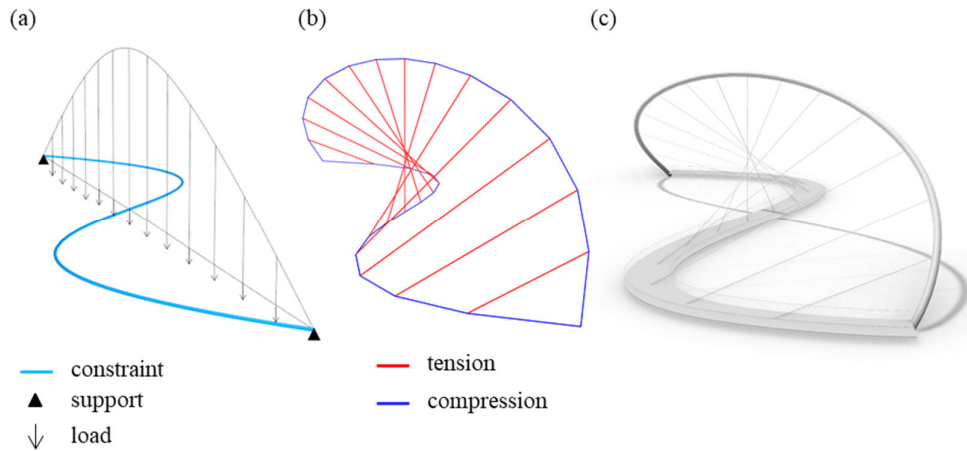 (a)
(b)
(c)
constraint
support
load
tension
compression